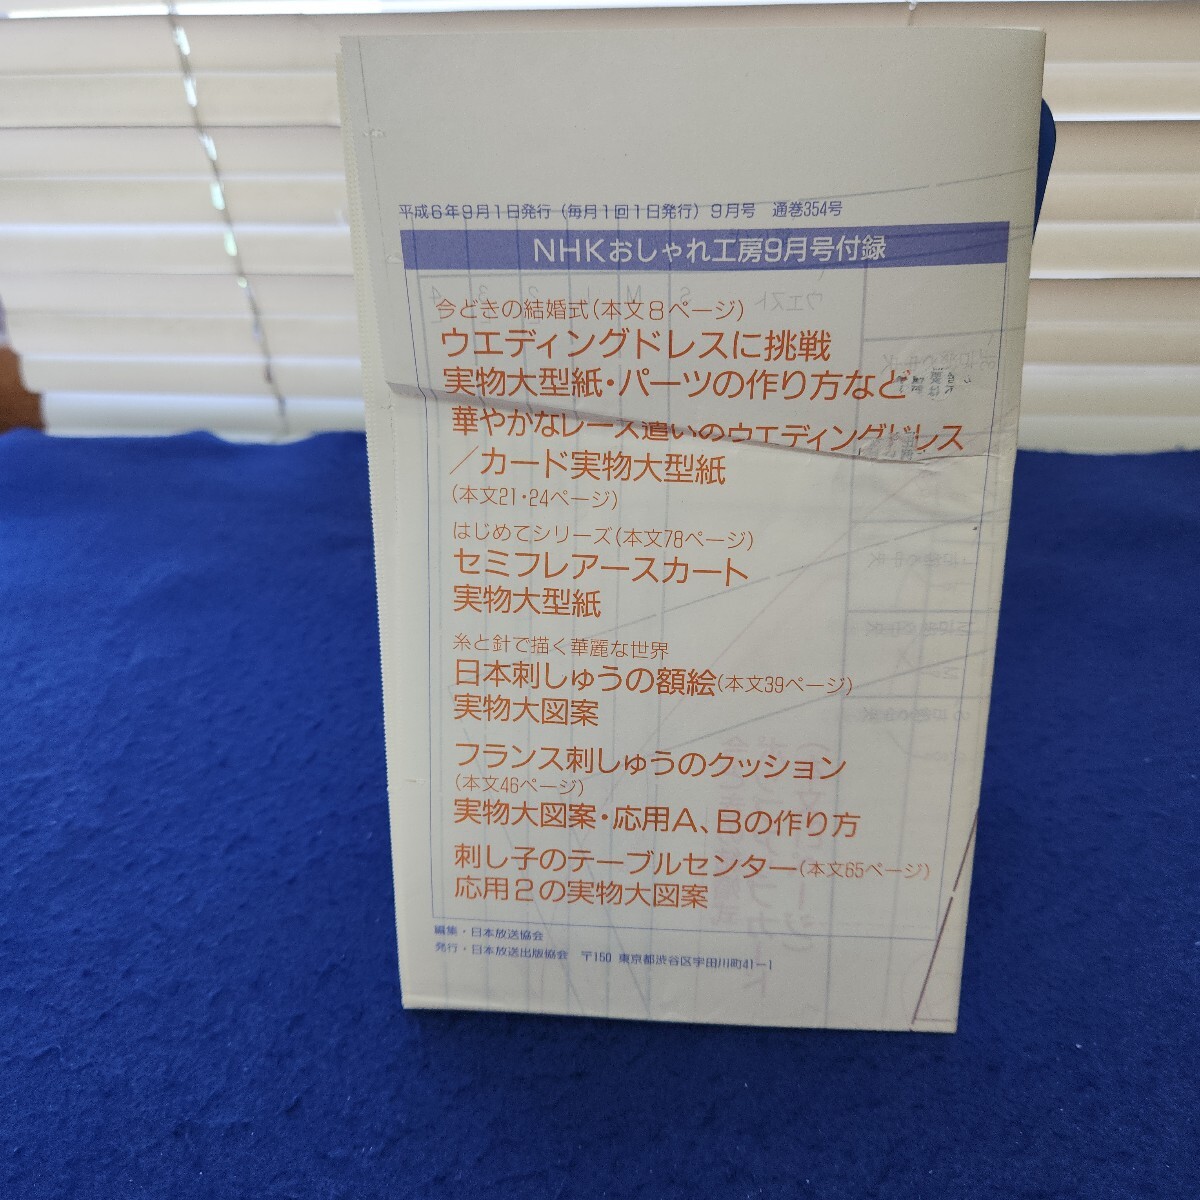 平成6年9月1日発行（毎月1回1日発行）9月号　通巻354号
NHKおしゃれ工房9月号付録
今どきの結婚式（本文8ページ）
ウエディングドレスに挑戦
実物大型紙・パーツの作り方など
華やかなレース遣いのウエディングドレス
／カード実物大型紙
（本文21・24ページ）
はじめてシリーズ（本文78ページ）
セミフレアースカート
実物大型紙
糸と針で描く華麗な世界
日本刺しゅうの額絵（本文39ページ）
実物大図案
フランス刺しゅうのクッション
（本文46ページ）
実物大図案・応用A、Bの作り方
刺し子のテーブルセンター（本文65ページ）
応用2の実物大図案
編集・日本放送協会
発行・日本放送出版協会　〒150 東京都渋谷区宇田川町41−1